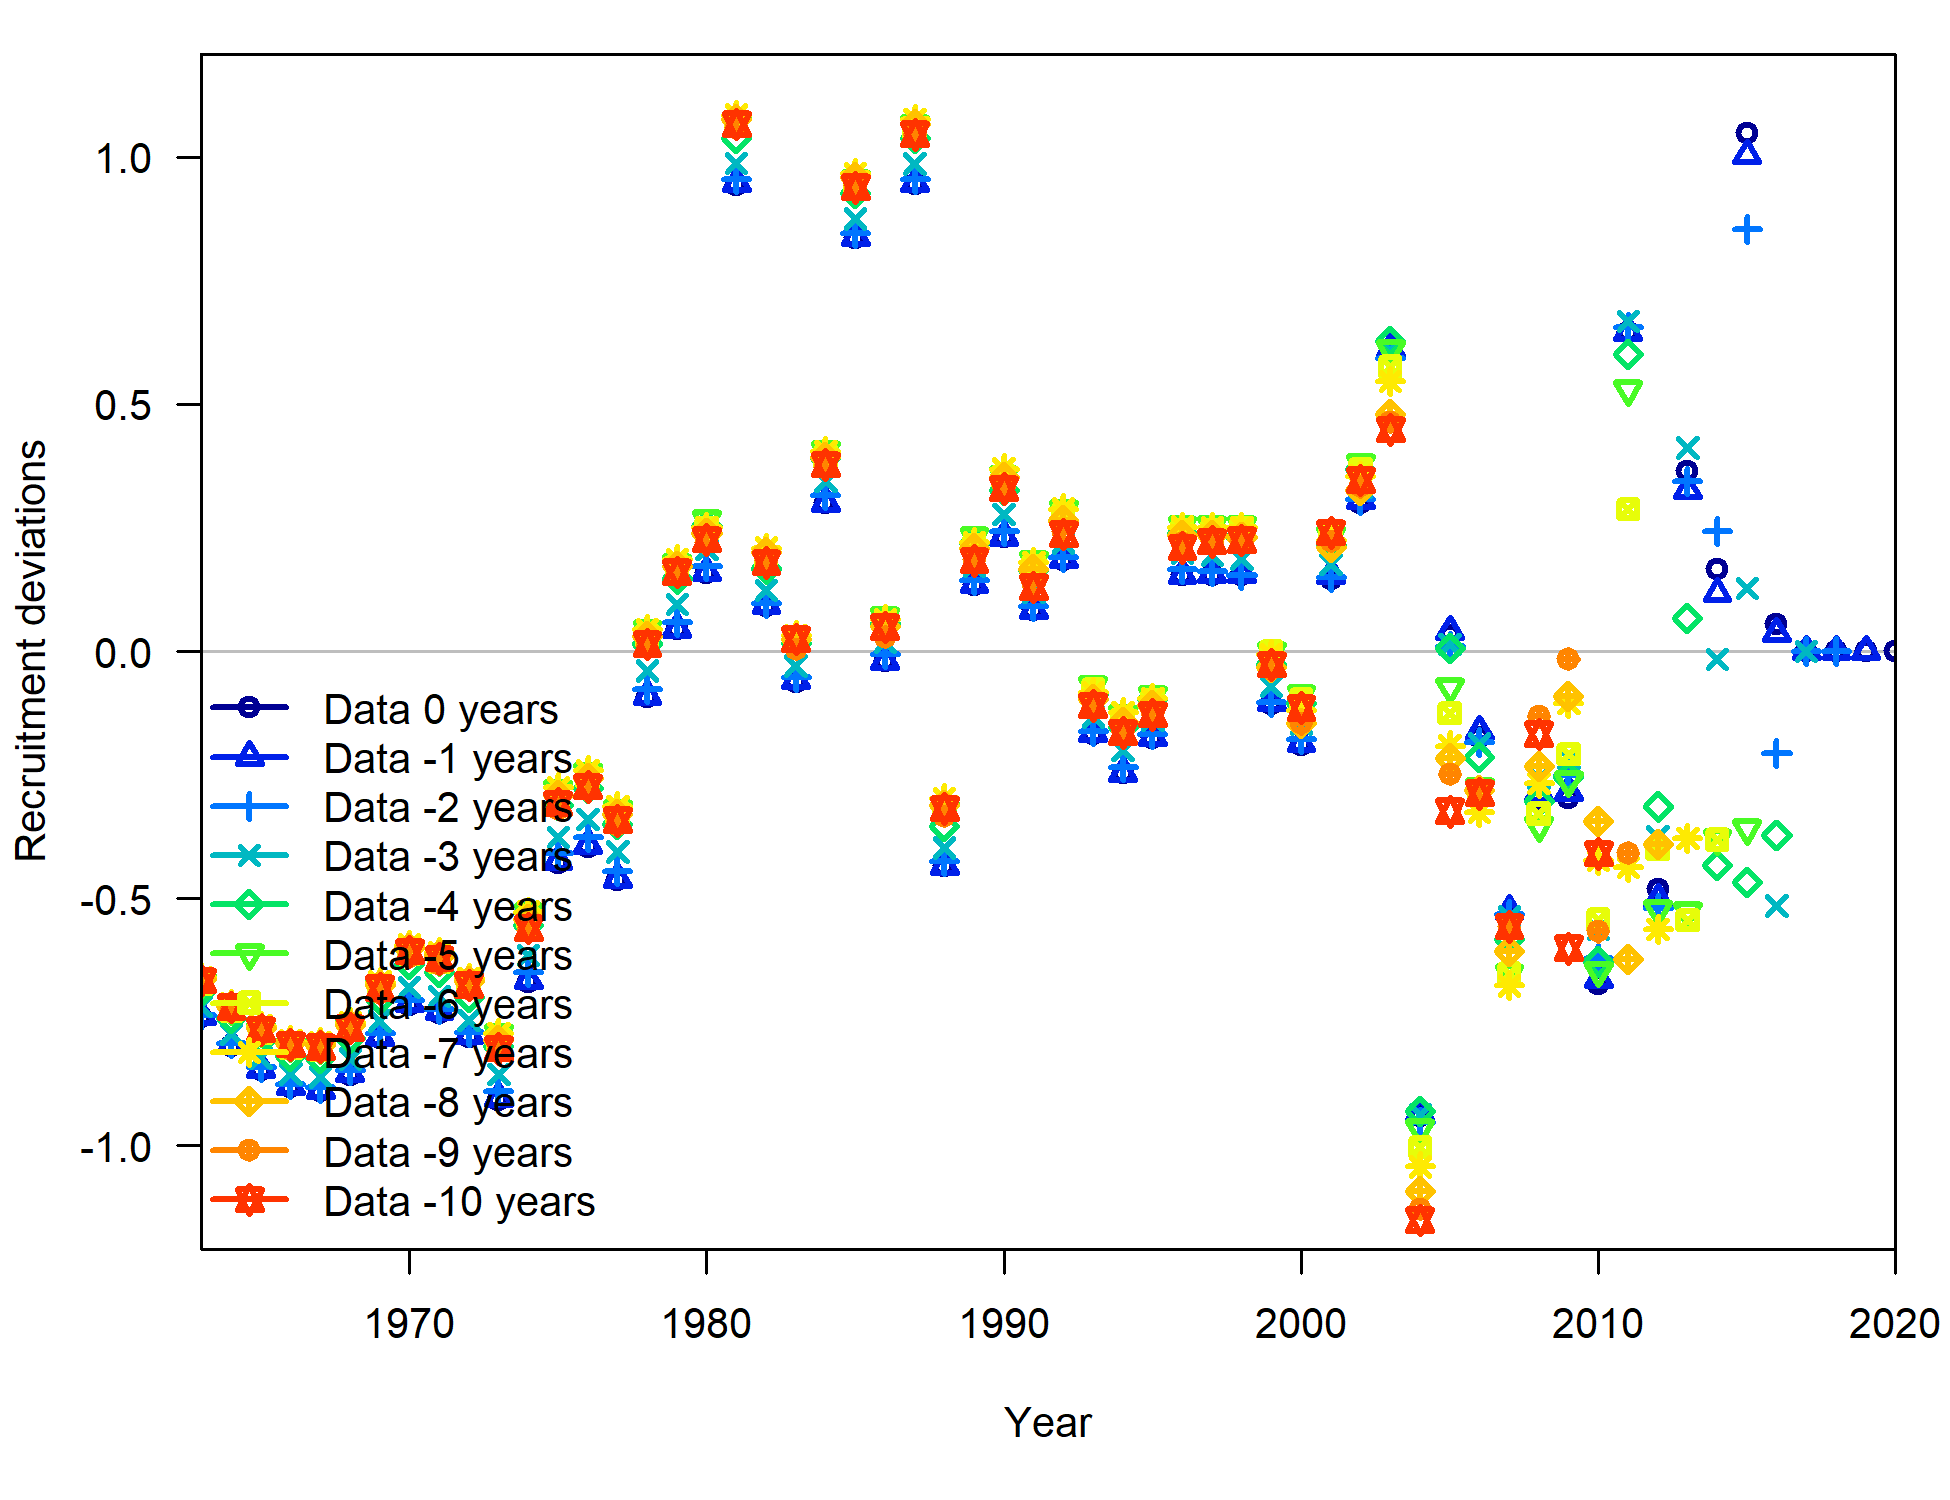 1.0
0.5
0.0
-0.5
-1.0
Recruitment deviations
Data 0 years
Data -1 years
Data -2 years
Data -3 years
Data -4 years
Data -5 years
Data -6 years
Data -7 years
Data -8 years
Data -9 years
Data -10 years
1970 1980 1990 2000 2010 2020
Year